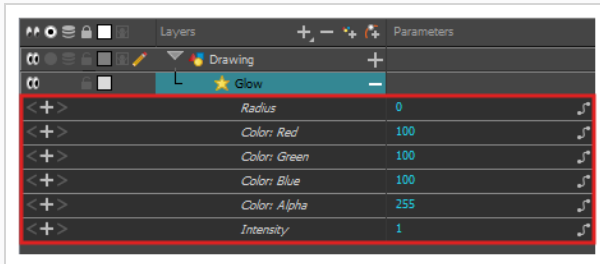 Layers Parameters
Drawing
Glow
Radius 0
Color: Red 100
Color: Green 100
Color: Blue 100
Color: Alpha 255
Intensity 1